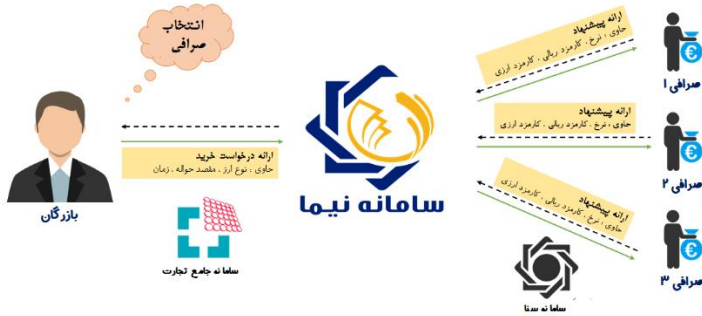 انتخاب
صرافی
ارائه پیشنهاد
حاوی ، نرخ ، کارمزد ریالی ، کارمزد ارزی
صرافی ۱
ارائه پیشنهاد
حاوی ، نرخ ، کارمزد ریالی ، کارمزد ارزی
صرافی ۲
ارائه درخواست خرید
حاوی ، نوع ارز ، مقصد حواله ، زمان
بازرگان
سامانه نیما
ارائه پیشنهاد
حاوی ، نرخ ، کارمزد ریالی ، کارمزد ارزی
صرافی ۳
سامانه جامع تجارت
سامانه سنا